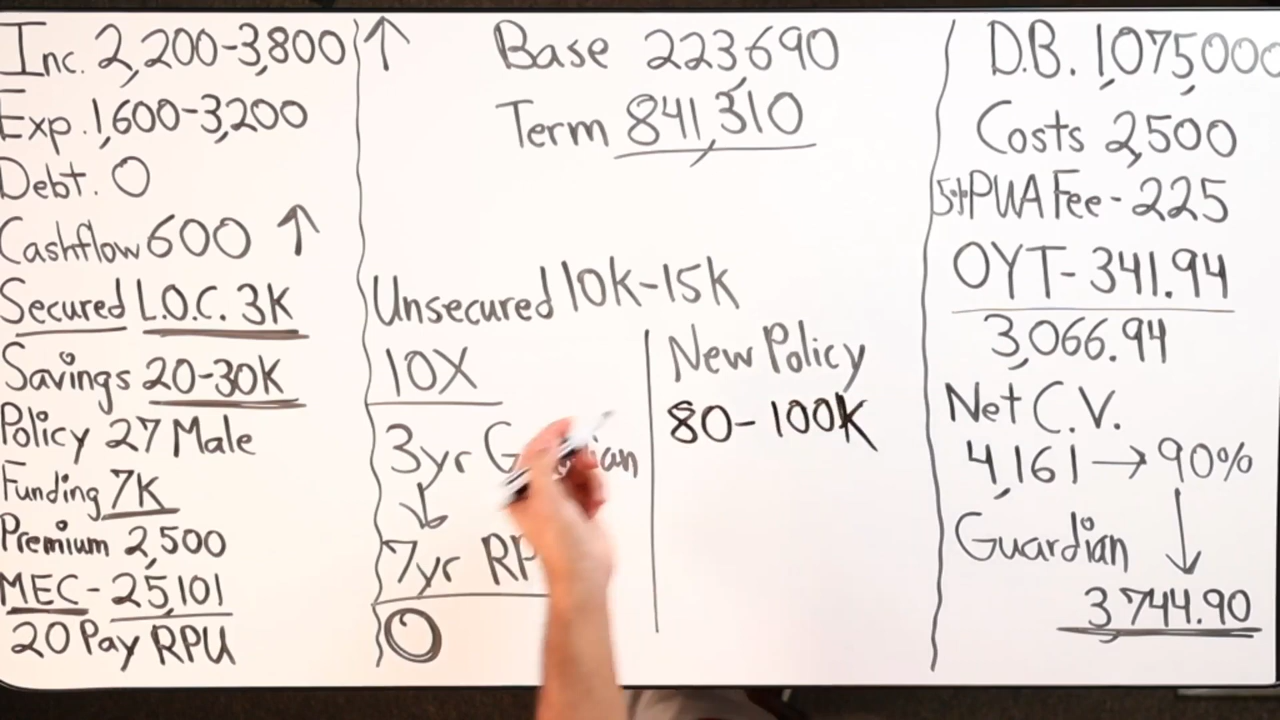 Inc. 2,200-3,800 ↑
Exp. 1,600-3,200
Debt. 0
Cashflow 600 ↑
Secured L.O.C. 3K
Savings 20-30K
Policy 27 Male
Funding 7K
Premium 2,500
MEC - 25,101
20 Pay RPU
Base 223,690
Term 841,310
Unsecured 10k-15k
10X
3yr
7yr
0
New Policy
80-100K
D.B. 1,075,000
Costs 2,500
PUA Fee - 225
OYT - 341.94
3,066.94
Net C.V.
4,161 → 90%
Guardian
3,744.90